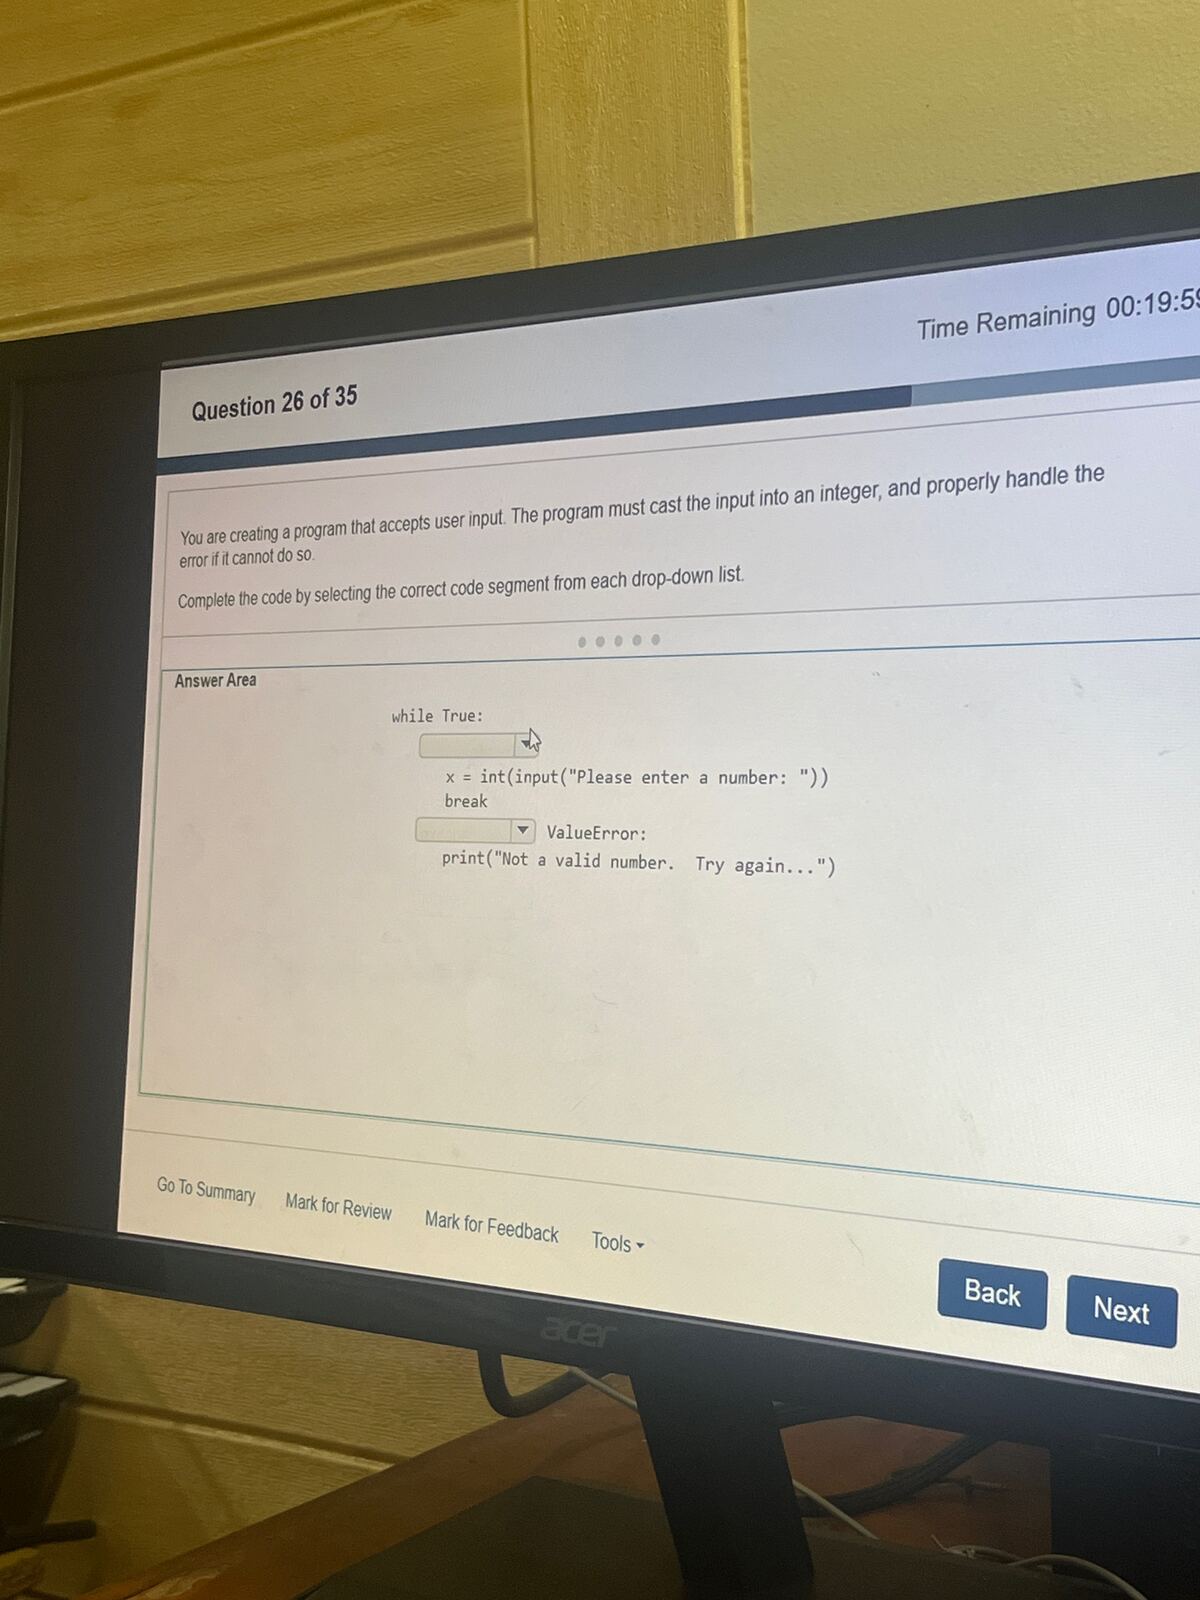 Time Remaining 00:19:59
Question 26 of 35
You are creating a program that accepts user input. The program must cast the input into an integer, and properly handle the
error if it cannot do so.
Complete the code by selecting the correct code segment from each drop-down list.
Answer Area
while True:
x = int(input("Please enter a number: "))
break
ValueError:
print("Not a valid number.  Try again...")
Go To Summary
Mark for Review
Mark for Feedback
Tools
Back
Next
acer